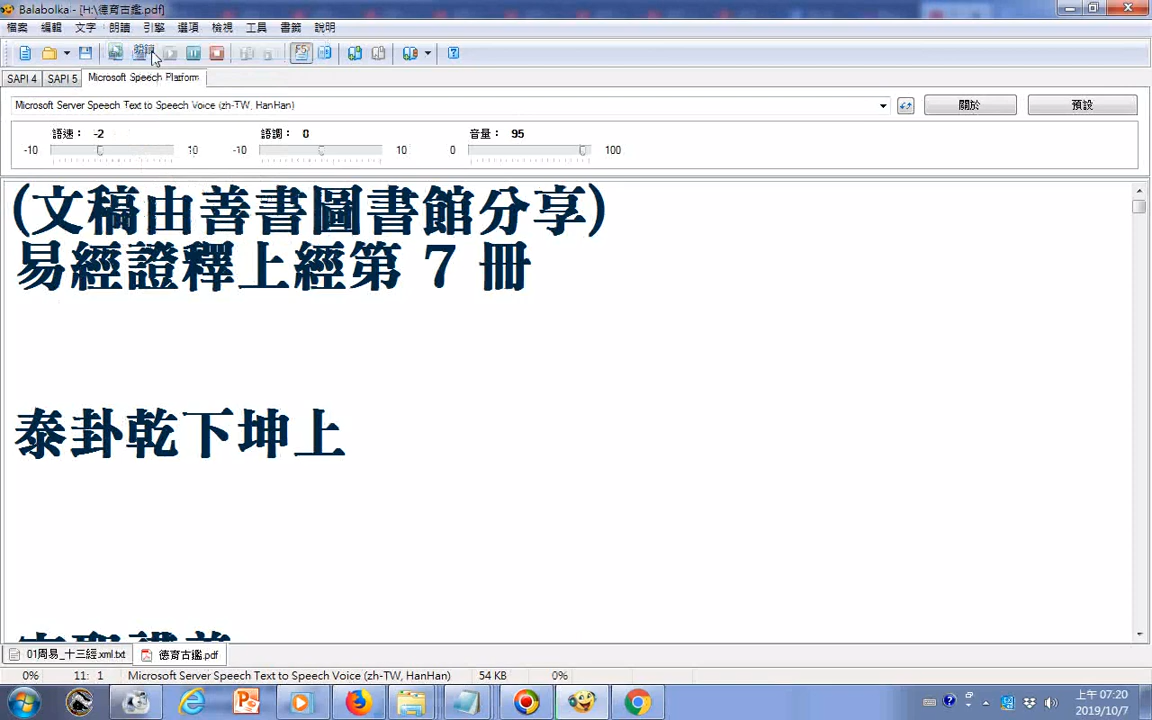 Balabolka - [H:\德育古鑑.pdf]
檔案 編輯 文字 朗讀 引擎 選項 檢視 工具 書籤 說明
SAPI 4 SAPI 5 Microsoft Speech Platform
Microsoft Server Speech Text to Speech Voice (zh-TW, HanHan) 關於 預設
語速： -2 語調： 0 音量： 95
-10 10 -10 10 0 100
(文稿由善書圖書館分享)
易經證釋上經第 7 冊
泰卦乾下坤上
01周易_十三經.xml.txt 德育古鑑.pdf
0% 11: 1 Microsoft Server Speech Text to Speech Voice (zh-TW, HanHan) 54 KB 0%
上午 07:20
2019/10/7